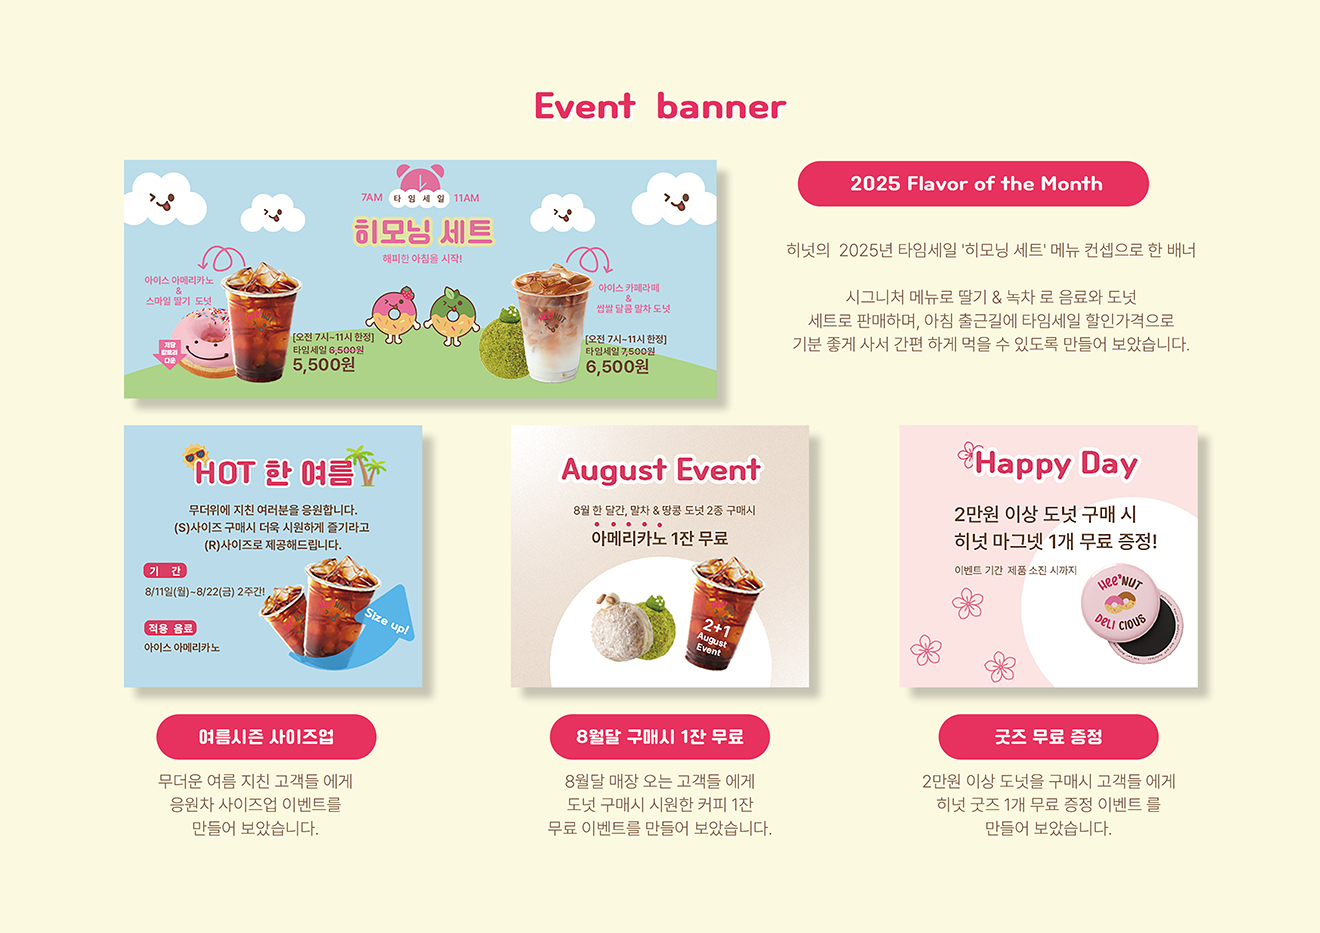 Event banner
7AM 타임세일 11AM
히모닝 세트
해피한 아침을 시작!
아이스 아메리카노
&
스마일 딸기 도넛
저당
칼로리
다운
[오전 7시~11시 한정]
타임세일 6,500원
5,500원
아이스 카페라떼
&
쌉쌀 달콤 말차 도넛
[오전 7시~11시 한정]
타임세일 7,500원
6,500원
2025 Flavor of the Month
히넛의 2025년 타임세일 '히모닝 세트' 메뉴 컨셉으로 한 배너
시그니처 메뉴로 딸기 & 녹차 로 음료와 도넛
세트로 판매하며, 아침 출근길에 타임세일 할인가격으로
기분 좋게 사서 간편 하게 먹을 수 있도록 만들어 보았습니다.
HOT 한 여름
무더위에 지친 여러분을 응원합니다.
(S)사이즈 구매시 더욱 시원하게 즐기라고
(R)사이즈로 제공해드립니다.
기 간
8/11일(월)~8/22(금) 2주간!
적용 음료
아이스 아메리카노
Size up!
August Event
8월 한 달간, 말차 & 땅콩 도넛 2종 구매시
아메리카노 1잔 무료
2+1
August
Event
Happy Day
2만원 이상 도넛 구매 시
히넛 마그넷 1개 무료 증정!
이벤트 기간 제품 소진 시까지
HEE'NUT
DELICIOUS
여름시즌 사이즈업
무더운 여름 지친 고객들 에게
응원차 사이즈업 이벤트를
만들어 보았습니다.
8월달 구매시 1잔 무료
8월달 매장 오는 고객들 에게
도넛 구매시 시원한 커피 1잔
무료 이벤트를 만들어 보았습니다.
굿즈 무료 증정
2만원 이상 도넛을 구매시 고객들 에게
히넛 굿즈 1개 무료 증정 이벤트 를
만들어 보았습니다.